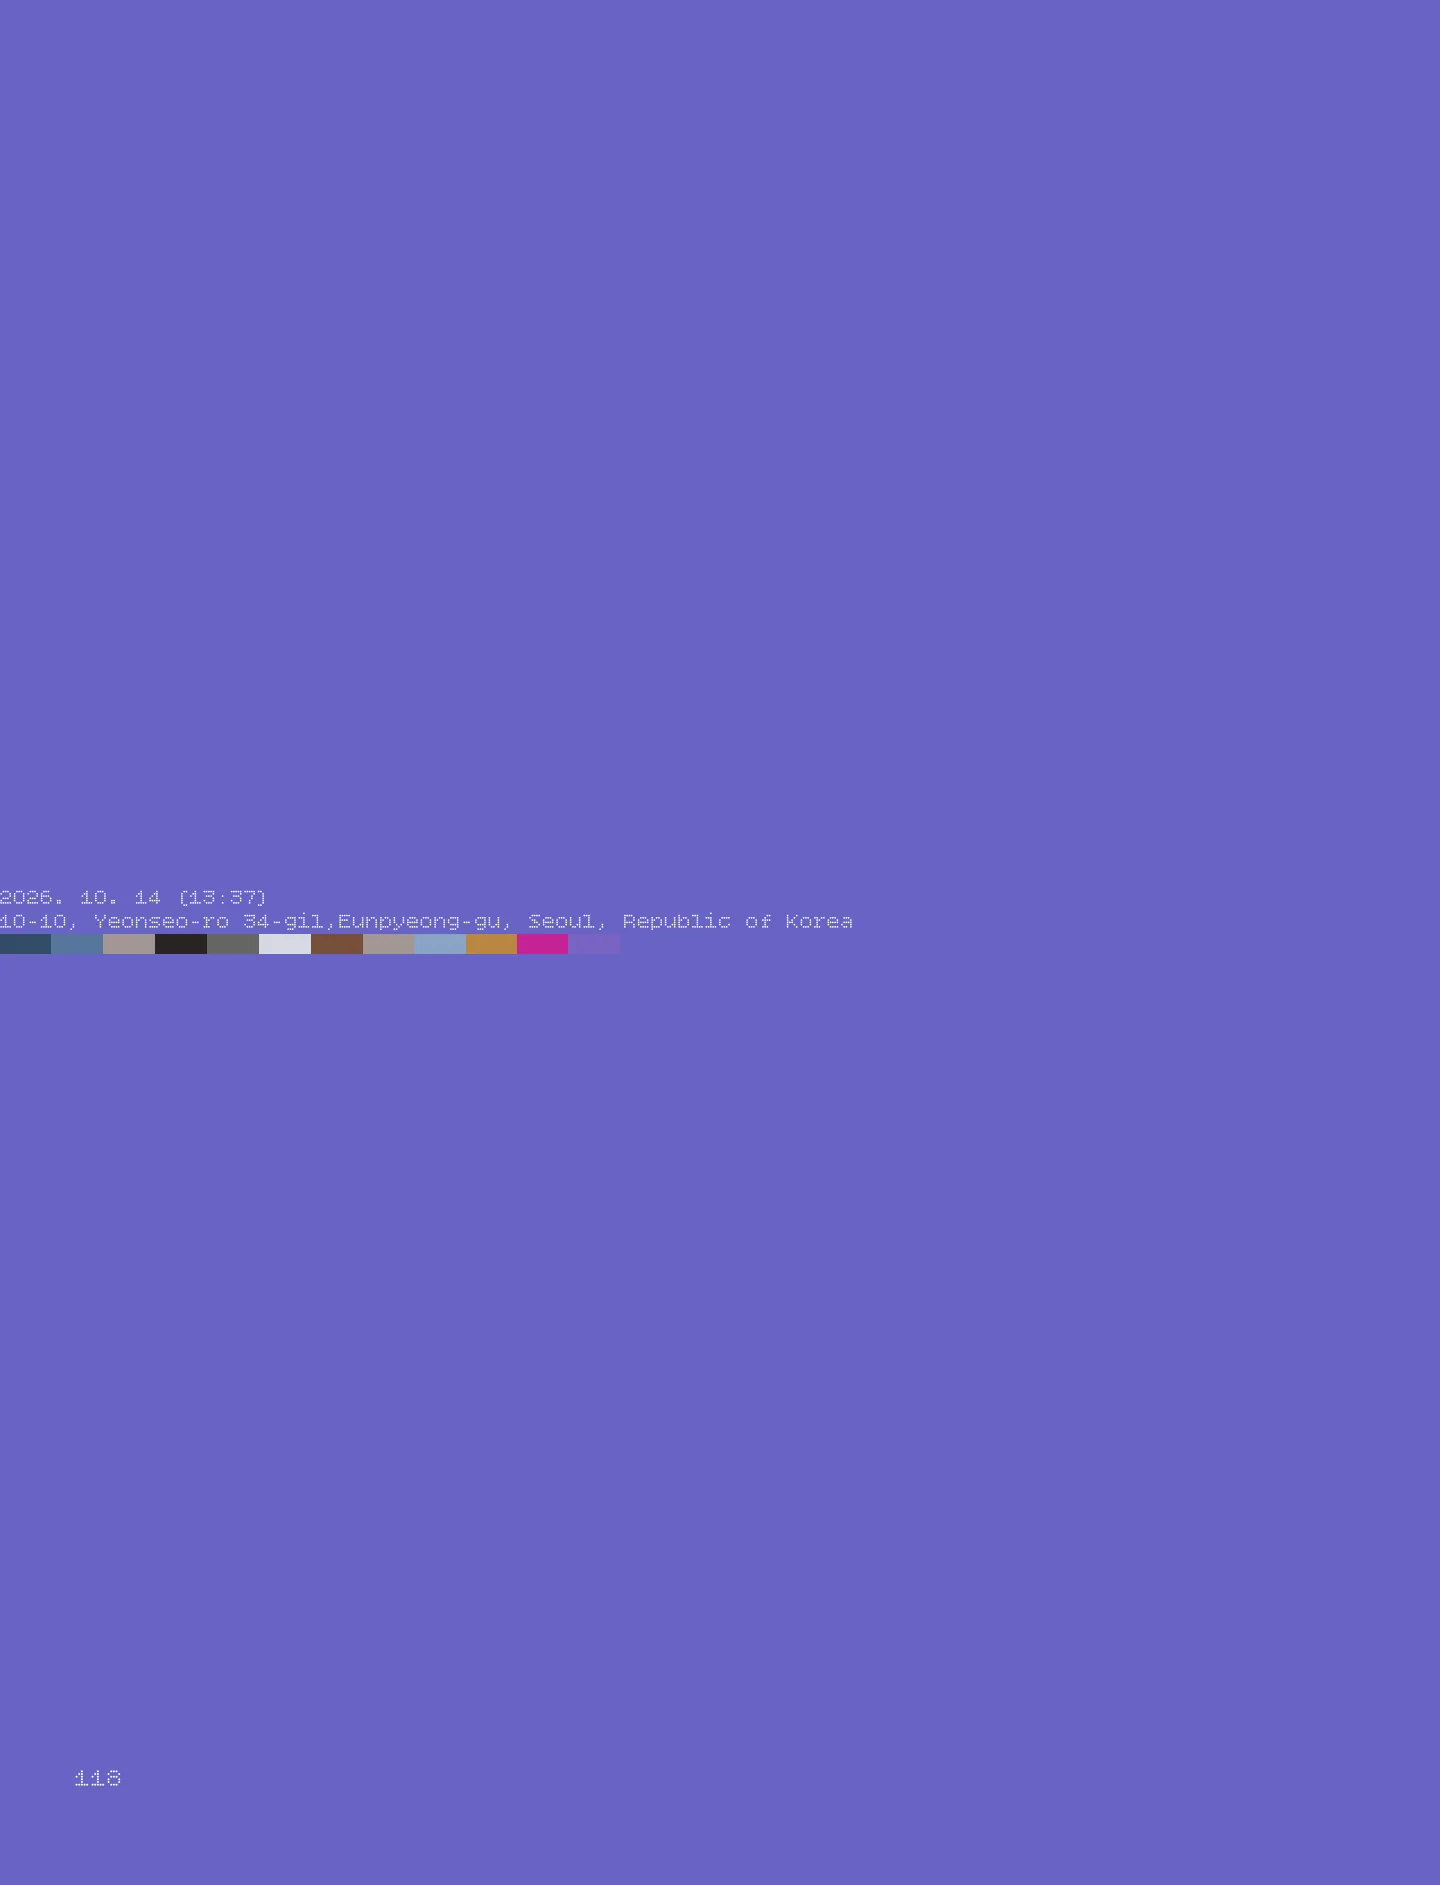 2026. 10. 14 (13:37)
10-10, Yeonseo-ro 34-gil,Eunpyeong-gu, Seoul, Republic of Korea
118